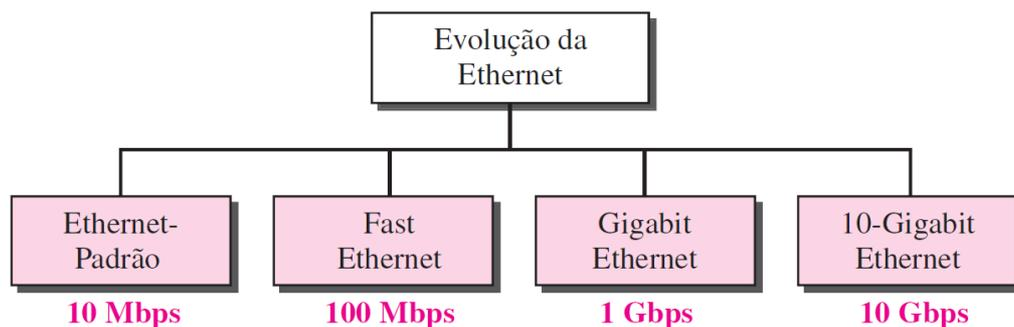 Evolução da
Ethernet
Ethernet-
Padrão
10 Mbps
Fast
Ethernet
100 Mbps
Gigabit
Ethernet
1 Gbps
10-Gigabit
Ethernet
10 Gbps